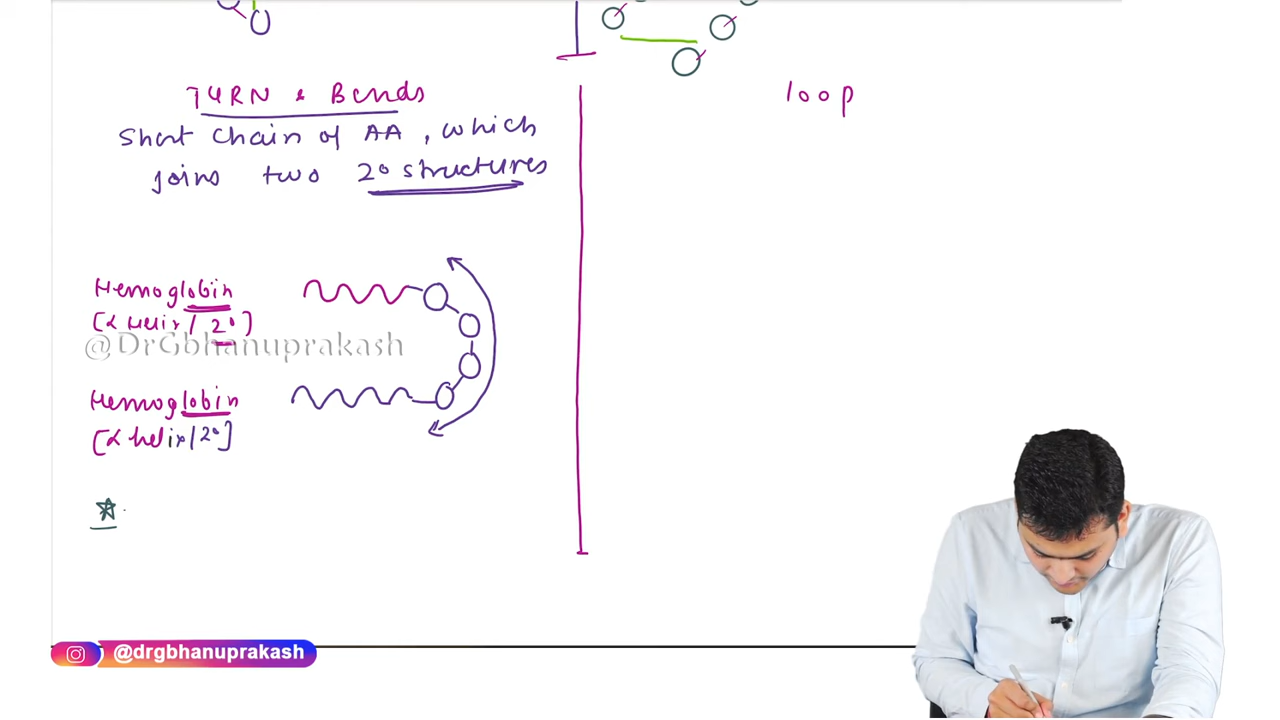 TURN & Bends
Short Chain of AA, which
joins two 2° structures
Hemoglobin
[α Helix/2°]
@DrGbhanuprakash
Hemoglobin
[α helix/2°]
loop
@drgbhanuprakash